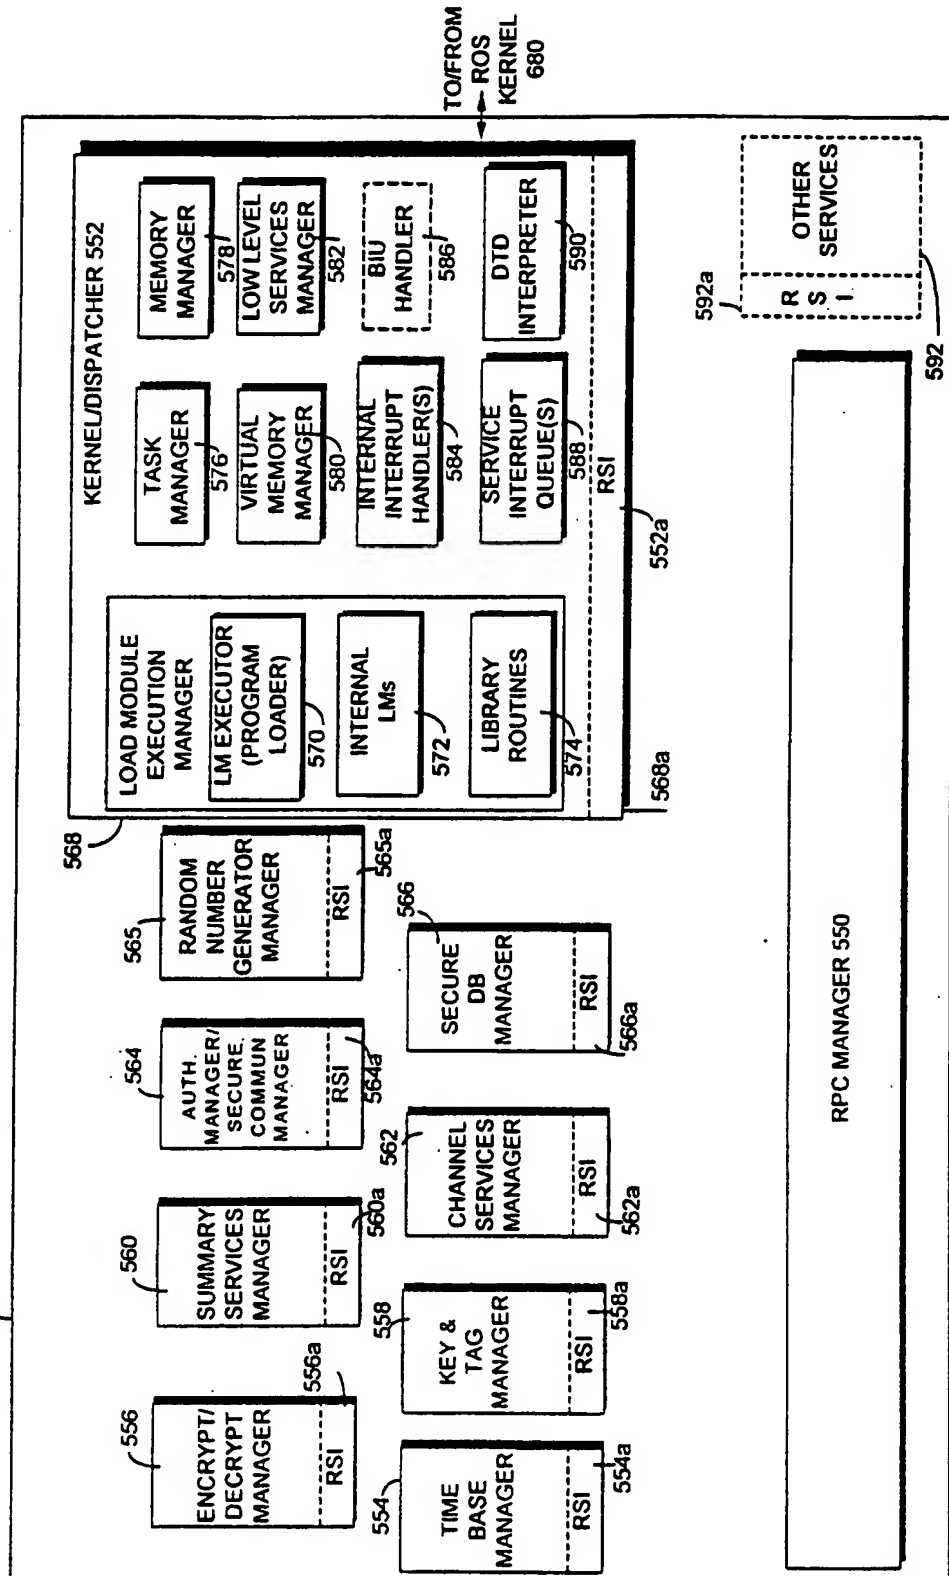 KERNEL/DISPATCHER 552
568
LOAD MODULE
EXECUTION
MANAGER
LM EXECUTOR
(PROGRAM
LOADER)
570
INTERNAL
LMs
572
LIBRARY
ROUTINES
574
TASK
MANAGER
576
MEMORY
MANAGER
578
VIRTUAL
MEMORY
MANAGER
580
LOW LEVEL
SERVICES
MANAGER
582
INTERNAL
INTERRUPT
HANDLER(S)
584
BIU
HANDLER
586
SERVICE
INTERRUPT
QUEUE(S)
588
DTD
INTERPRETER
590
RSI
568a
552a
TO/FROM
ROS
KERNEL
680
556
ENCRYPT/
DECRYPT
MANAGER
RSI
556a
560
SUMMARY
SERVICES
MANAGER
RSI
560a
564
AUTH.
MANAGER/
SECURE.
COMMUN
MANAGER
RSI
564a
565
RANDOM
NUMBER
GENERATOR
MANAGER
RSI
565a
554
TIME
BASE
MANAGER
RSI
554a
558
KEY &
TAG
MANAGER
RSI
558a
562
CHANNEL
SERVICES
MANAGER
RSI
562a
566
SECURE
DB
MANAGER
RSI
566a
RPC MANAGER 550
592a
R
S
I
OTHER
SERVICES
592